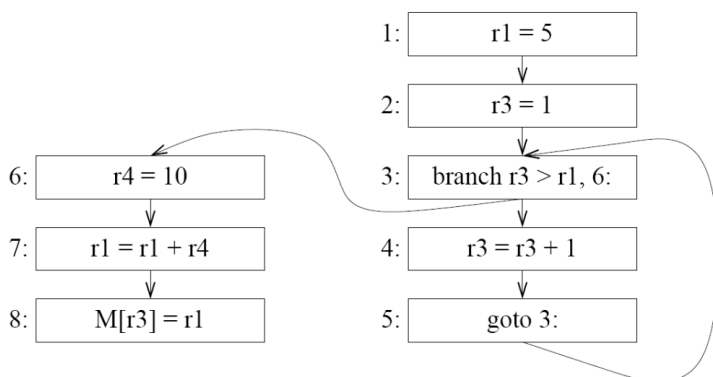 1: r1 = 5
2: r3 = 1
3: branch r3 > r1, 6:
4: r3 = r3 + 1
5: goto 3:
6: r4 = 10
7: r1 = r1 + r4
8: M[r3] = r1